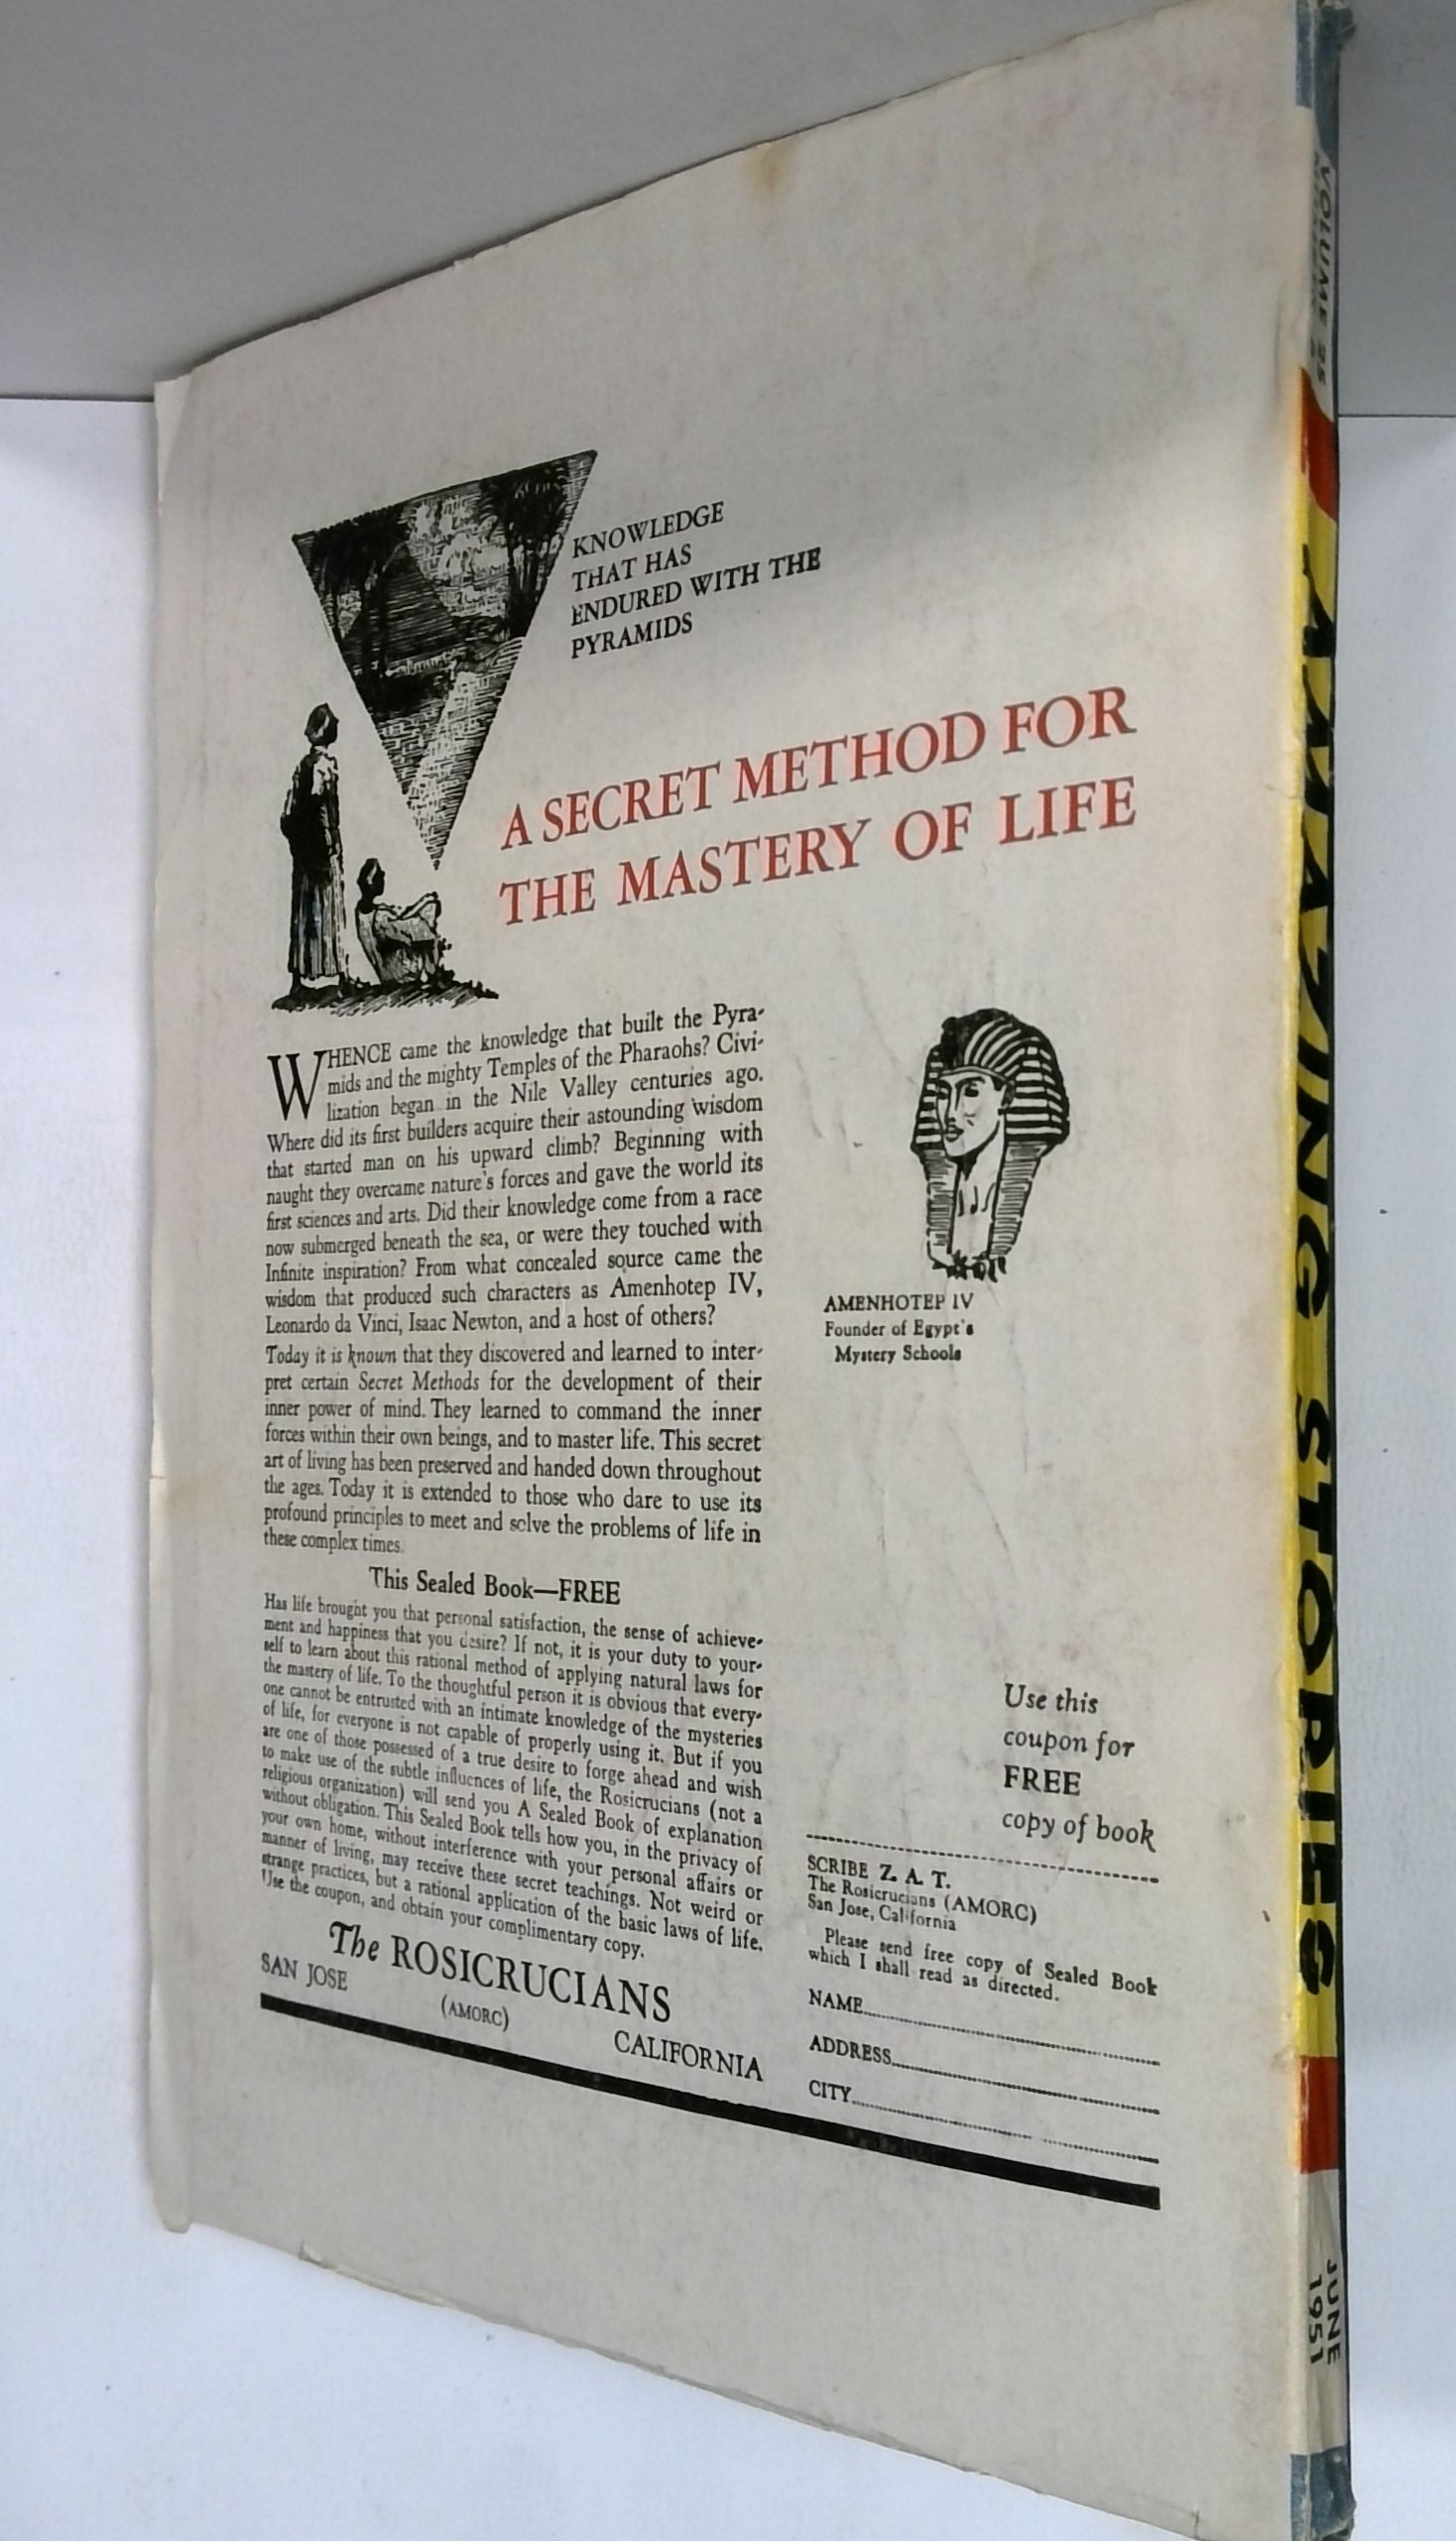 KNOWLEDGE
THAT HAS
ENDURED WITH THE
PYRAMIDS
A SECRET METHOD FOR
THE MASTERY OF LIFE
WHENCE came the knowledge that built the Pyra-
mids and the mighty Temples of the Pharaohs? Civi-
lization began in the Nile Valley centuries ago.
Where did its first builders acquire their astounding wisdom
that started man on his upward climb? Beginning with
naught they overcame nature's forces and gave the world its
first sciences and arts. Did their knowledge come from a race
now submerged beneath the sea, or were they touched with
Infinite inspiration? From what concealed source came the
wisdom that produced such characters as Amenhotep IV,
Leonardo da Vinci, Isaac Newton, and a host of others?
Today it is known that they discovered and learned to inter-
pret certain Secret Methods for the development of their
inner power of mind. They learned to command the inner
forces within their own beings, and to master life. This secret
art of living has been preserved and handed down throughout
the ages. Today it is extended to those who dare to use its
profound principles to meet and solve the problems of life in
these complex times.
This Sealed Book—FREE
Has life brought you that personal satisfaction, the sense of achieve-
ment and happiness that you desire? If not, it is your duty to your-
self to learn about this rational method of applying natural laws for
the mastery of life. To the thoughtful person it is obvious that every-
one cannot be entrusted with an intimate knowledge of the mysteries
of life, for everyone is not capable of properly using it. But if you
are one of those possessed of a true desire to forge ahead and wish
to make use of the subtle influences of life, the Rosicrucians (not a
religious organization) will send you A Sealed Book of explanation
without obligation. This Sealed Book tells how you, in the privacy of
your own home, without interference with your personal affairs or
manner of living, may receive these secret teachings. Not weird or
strange practices, but a rational application of the basic laws of life.
Use the coupon, and obtain your complimentary copy.
The ROSICRUCIANS
SAN JOSE
(AMORC)
CALIFORNIA
AMENHOTEP IV
Founder of Egypt's
Mystery Schools
Use this
coupon for
FREE
copy of book
SCRIBE Z. A. T.
The Rosicrucians (AMORC)
San Jose, California
Please send free copy of Sealed Book
which I shall read as directed.
NAME
ADDRESS
CITY
VOLUME 25
AMAZING STORIES
JUNE
1951